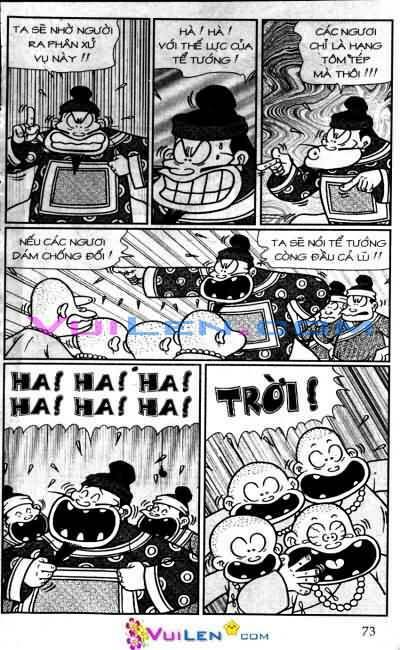 TA SẼ NHỜ NGƯỜI
RA PHÂN XỬ
VỤ NÀY !!
HÀ! HÀ!
VỚI THẾ LỰC CỦA
TỂ TƯỚNG!
CÁC NGƯƠI
CHỈ LÀ HẠNG
TÔM TÉP
MÀ THÔI !!!
NẾU CÁC NGƯƠI
DÁM CHỐNG ĐỐI!
TA SẼ NÓI TỂ TƯỚNG
CÒNG ĐẦU CẢ LŨ!
VUILEN.COM
HA! HA! HA!
HA! HA! HA!
TRỜI!
73
VUILEN.COM